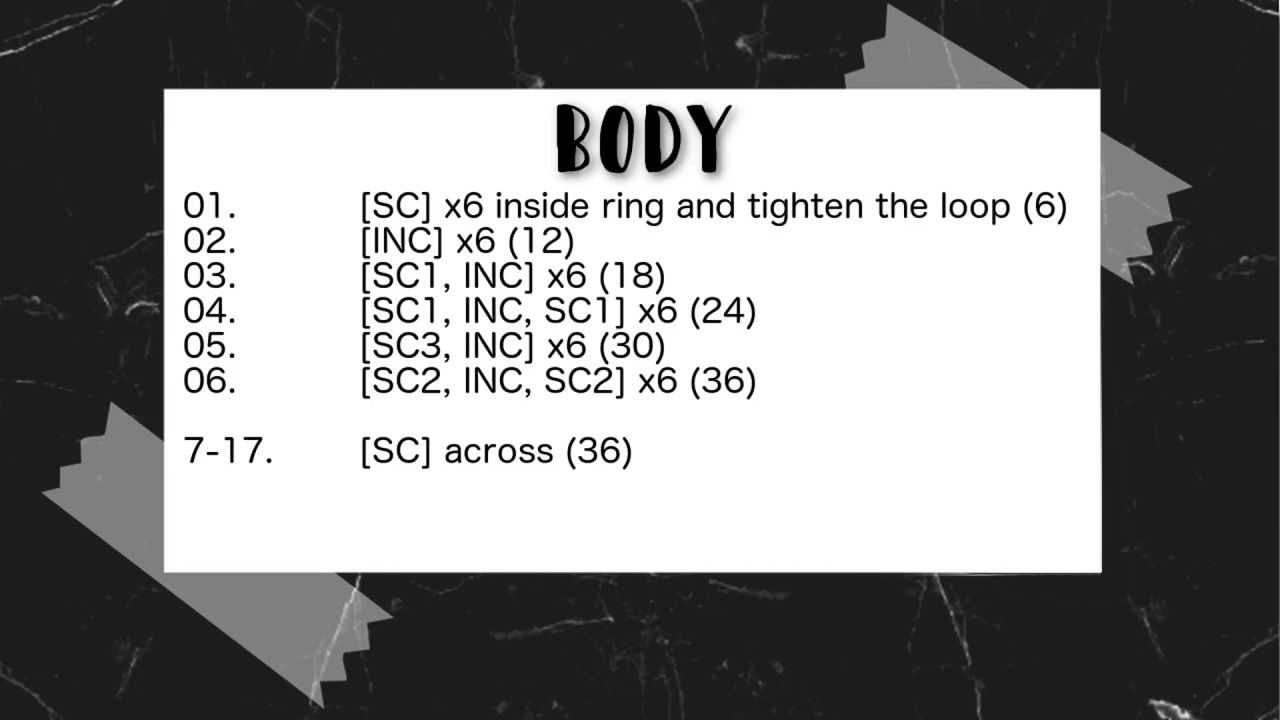 BODY
01. [SC] x6 inside ring and tighten the loop (6)
02. [INC] x6 (12)
03. [SC1, INC] x6 (18)
04. [SC1, INC, SC1] x6 (24)
05. [SC3, INC] x6 (30)
06. [SC2, INC, SC2] x6 (36)
7-17. [SC] across (36)